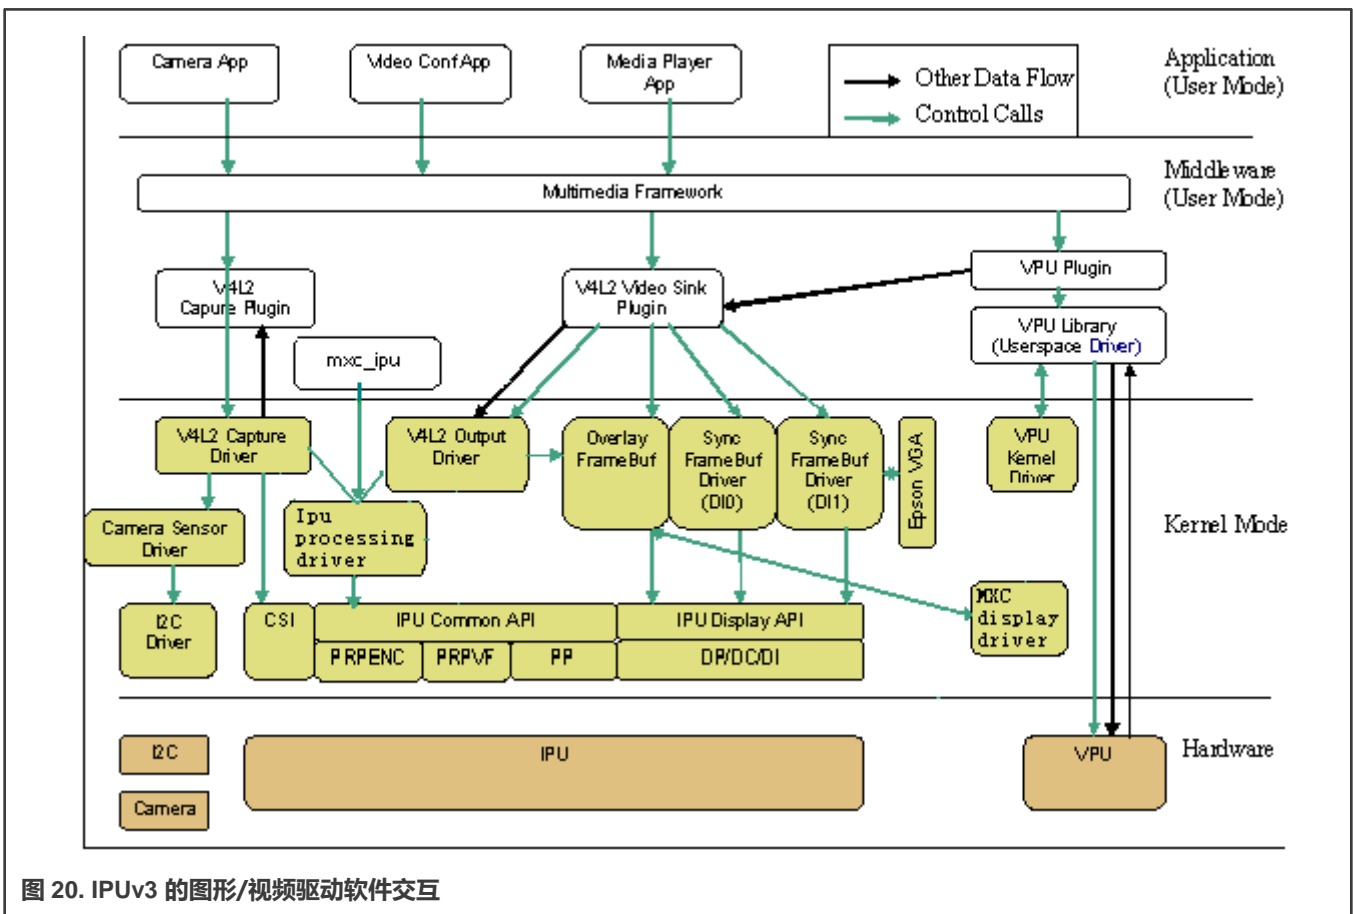 Camera App
Video Conf App
Media Player
App
Other Data Flow
Control Calls
Application
(User Mode)
Middleware
(User Mode)
Multimedia Framework
V4L2
Capure Plugin
V4L2 Video Sink
Plugin
VPU Plugin
VPU Library
(Userspace Driver)
mxc_ipu
V4L2 Capture
Driver
V4L2 Output
Driver
Overlay
FrameBuf
Sync
FrameBuf
Driver
(DI0)
Sync
FrameBuf
Driver
(DI1)
Epson VGA
VPU
Kernel
Driver
Camera Sensor
Driver
Ipu
processing
driver
Kernel Mode
I2C
Driver
CSI
IPU Common API
IPU Display API
PRPENC
PRPVF
PP
DP/DC/DI
MXC
display
driver
I2C
IPU
VPU
Hardware
Camera
图 20. IPUv3 的图形/视频驱动软件交互